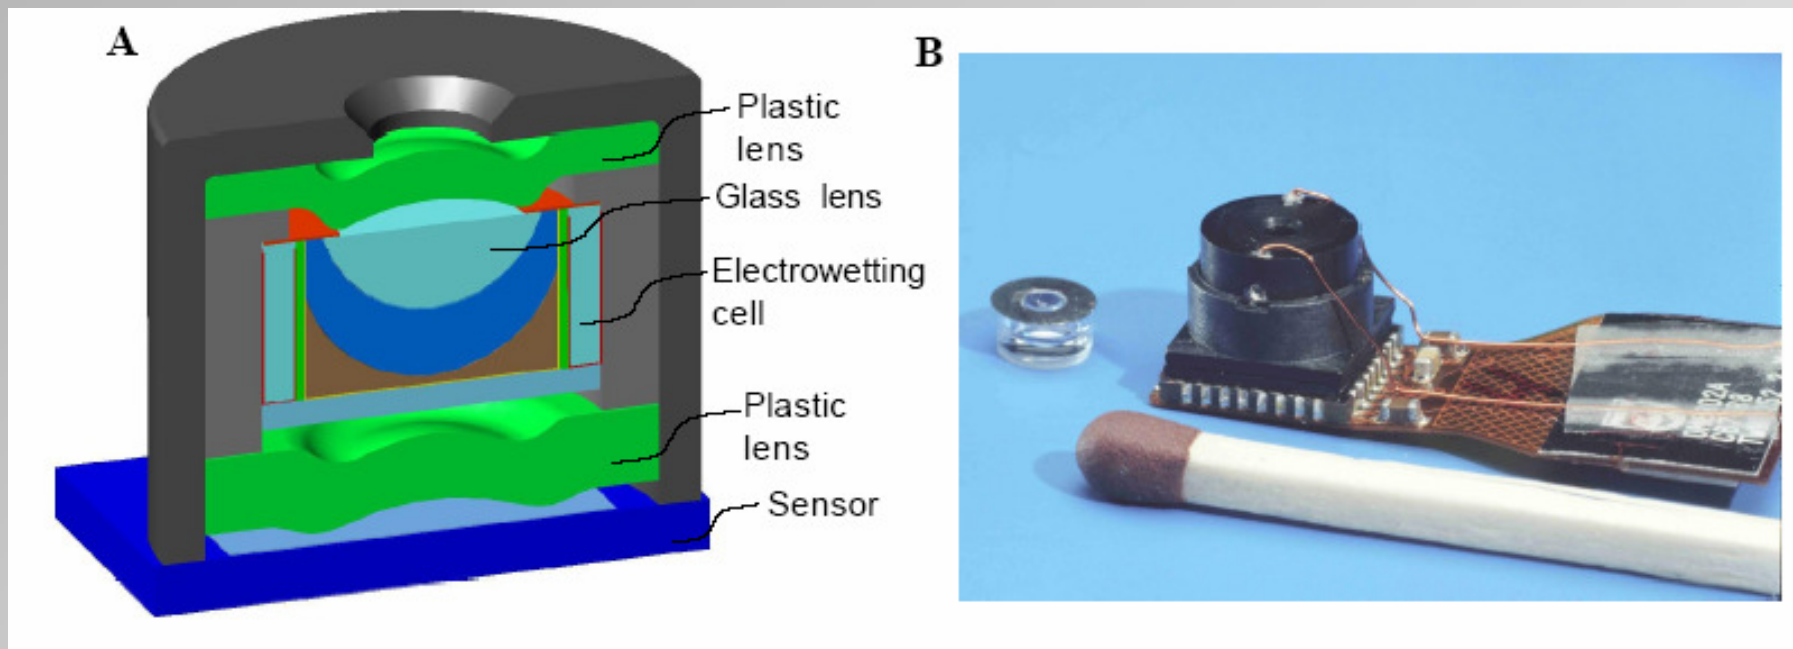 A
Plastic
lens
Glass lens
Electrowetting
cell
Plastic
lens
Sensor
B